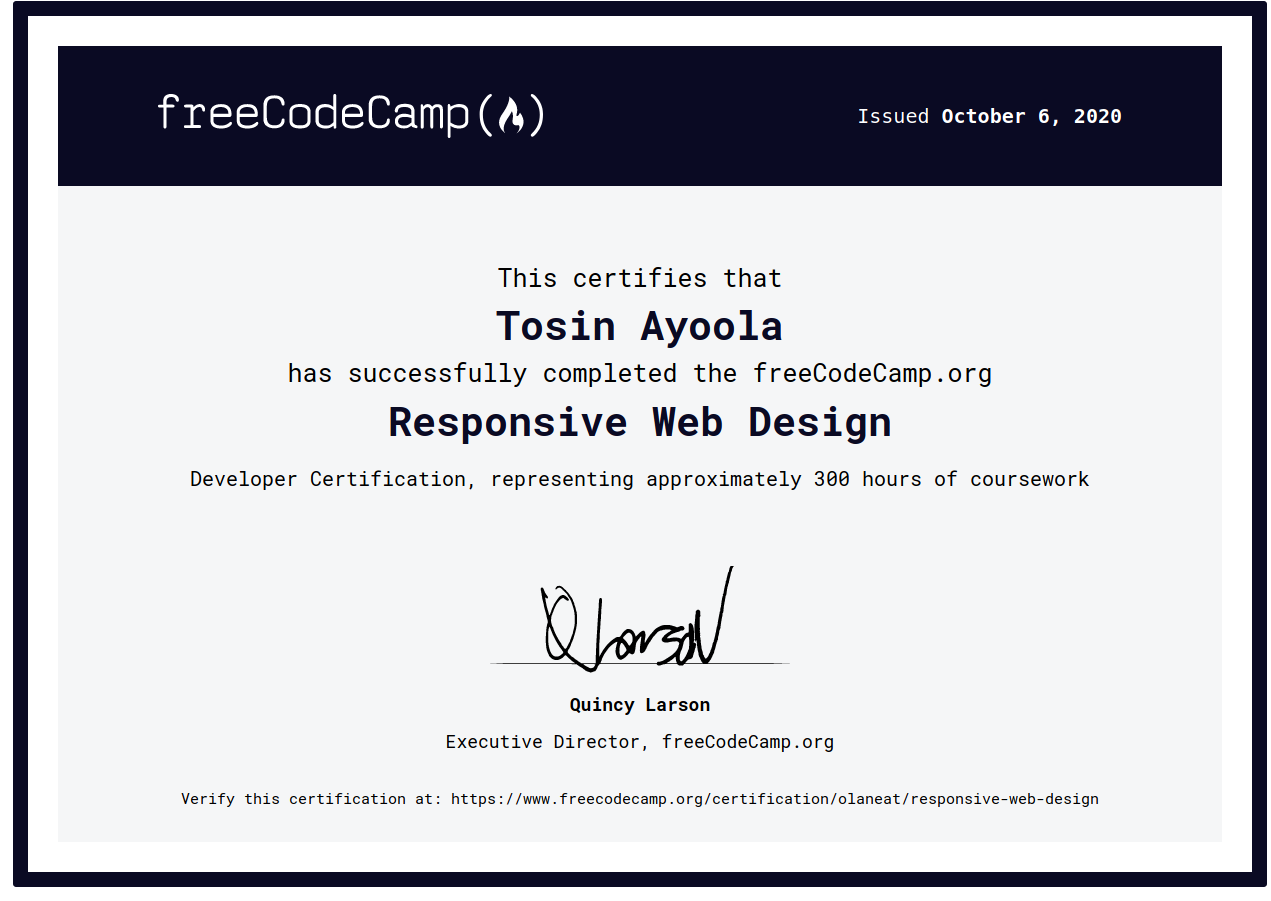 freeCodeCamp( )
Issued October 6, 2020
This certifies that
Tosin Ayoola
has successfully completed the freeCodeCamp.org
Responsive Web Design
Developer Certification, representing approximately 300 hours of coursework
Q Larson
Quincy Larson
Executive Director, freeCodeCamp.org
Verify this certification at: https://www.freecodecamp.org/certification/olaneat/responsive-web-design